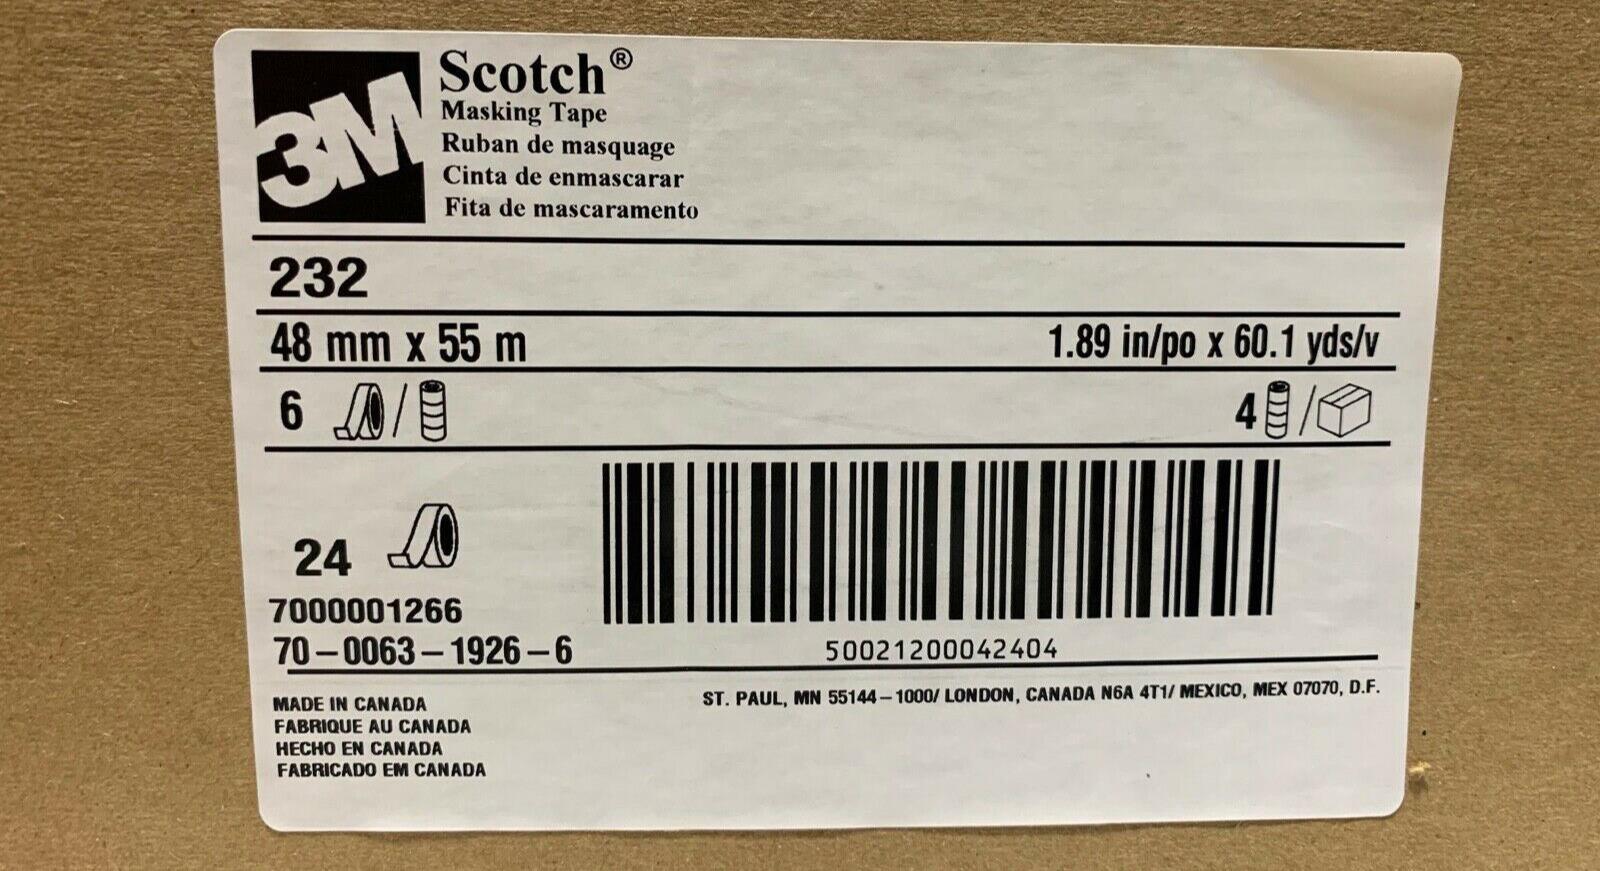 3M
Scotch®
Masking Tape
Ruban de masquage
Cinta de enmascarar
Fita de mascaramento
232
48 mm x 55 m 1.89 in/po x 60.1 yds/v
6 / 4 /
24
7000001266
70-0063-1926-6 50021200042404
MADE IN CANADA
FABRIQUE AU CANADA
HECHO EN CANADA
FABRICADO EM CANADA
ST. PAUL, MN 55144-1000/ LONDON, CANADA N6A 4T1/ MEXICO, MEX 07070, D.F.